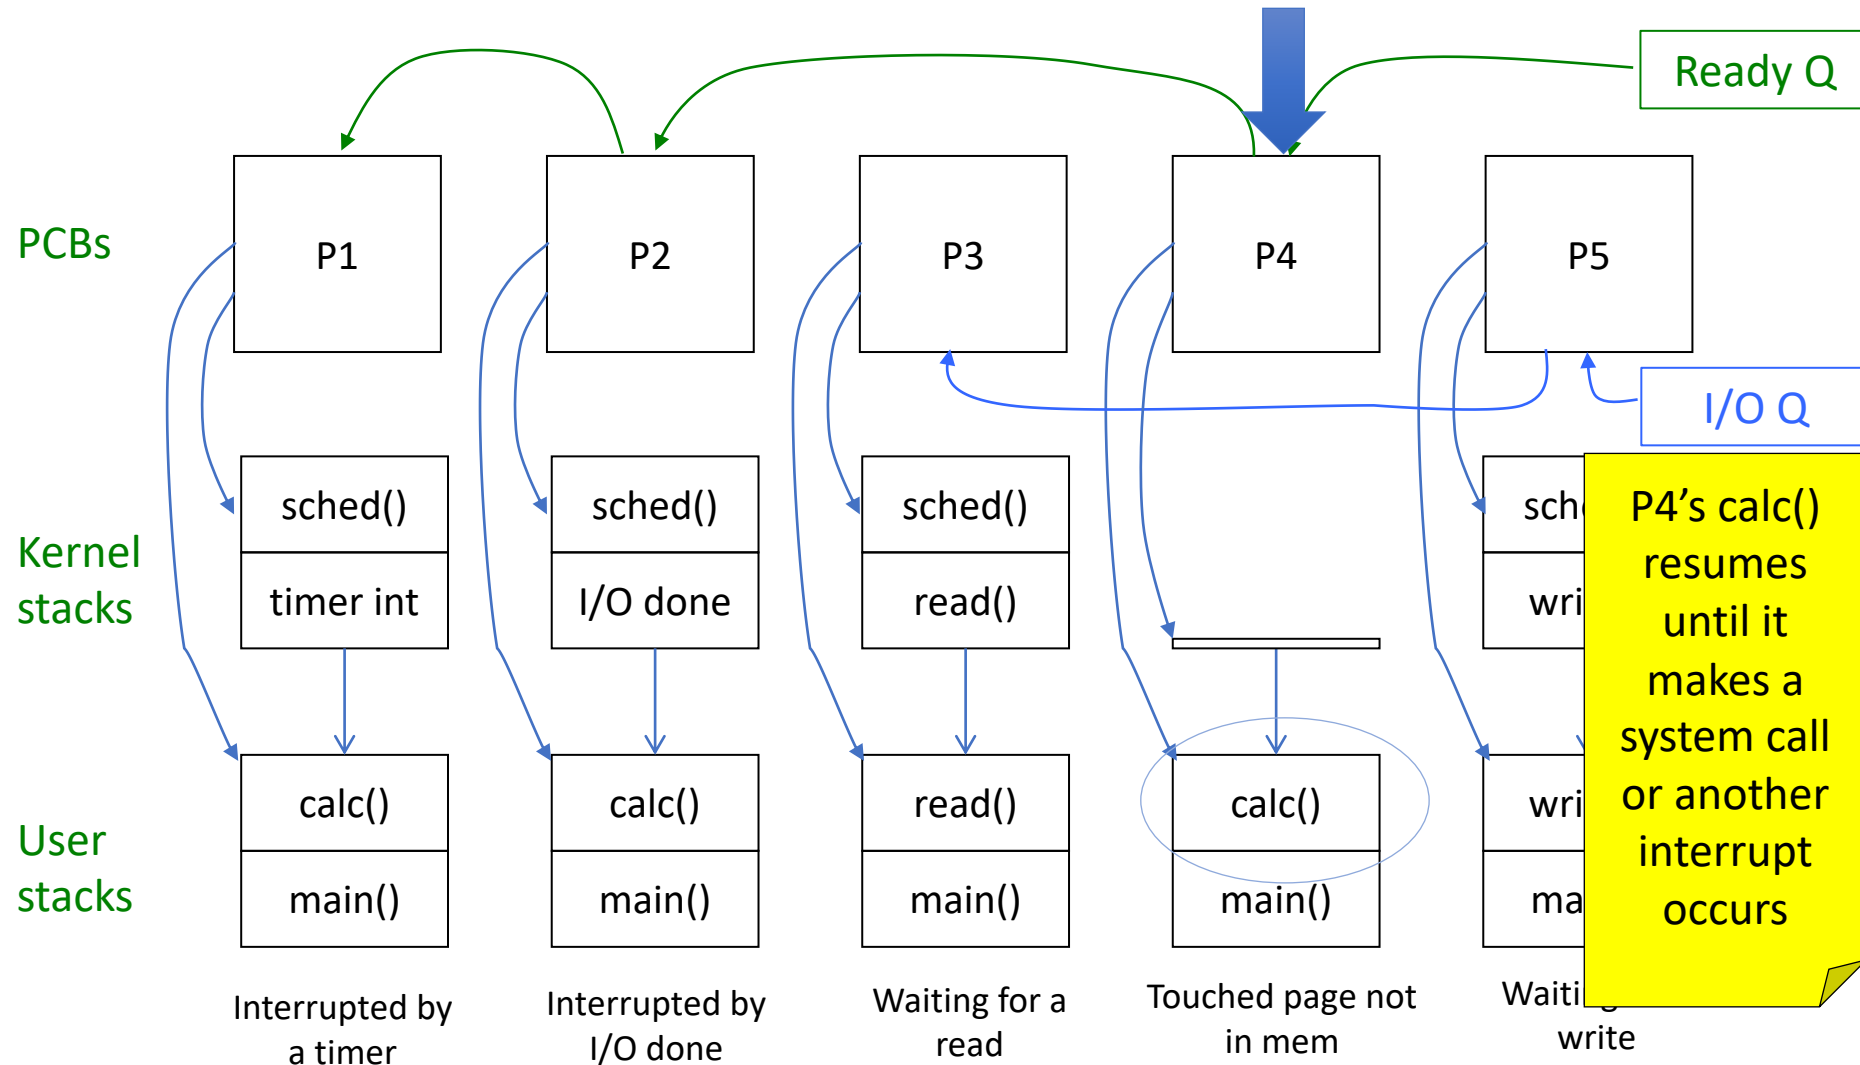 Ready Q
PCBs
P1
P2
P3
P4
P5
I/O Q
Kernel
stacks
sched()
timer int
sched()
I/O done
sched()
read()
User
stacks
calc()
main()
calc()
main()
read()
main()
calc()
main()
P4’s calc()
resumes
until it
makes a
system call
or another
interrupt
occurs
Interrupted by
a timer
Interrupted by
I/O done
Waiting for a
read
Touched page not
in mem
write